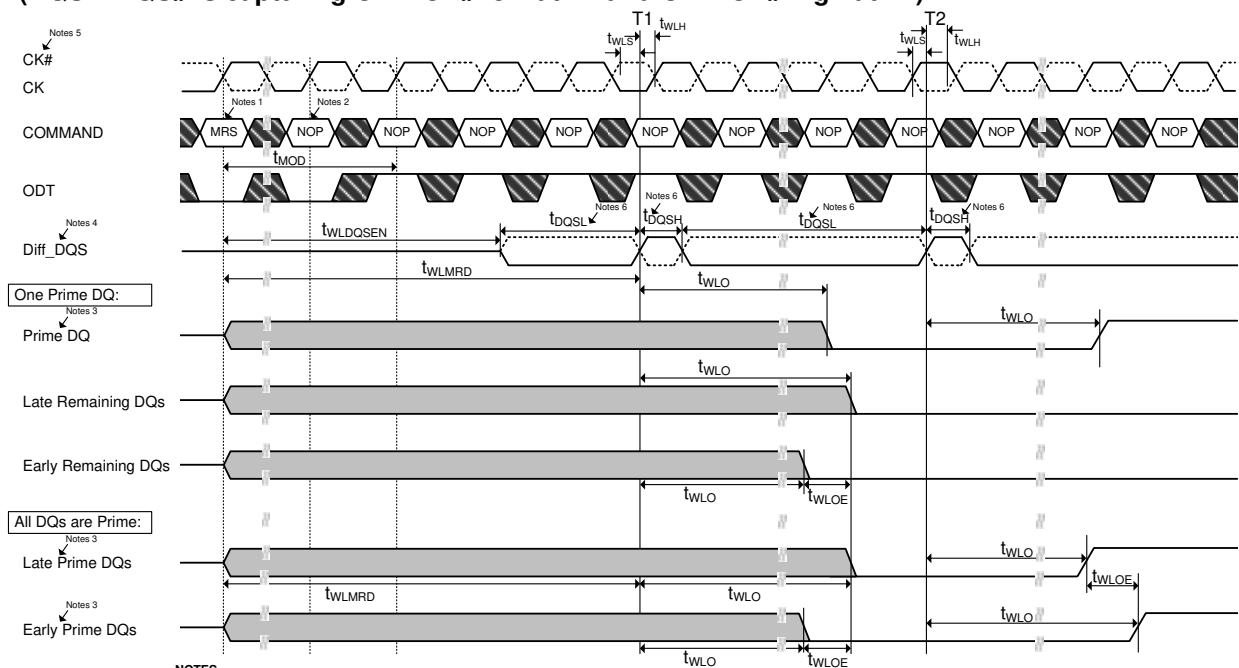 T1
T2
Notes 5
tWLS
tWLH
tWLS
tWLH
CK#
CK
Notes 1
Notes 2
COMMAND
MRS
NOP
NOP
NOP
NOP
NOP
NOP
NOP
NOP
NOP
NOP
NOP
tMOD
ODT
Notes 4
Notes 6
Notes 6
Notes 6
Notes 6
tWLDQSEN
tDQSL
tDQSH
tDQSL
tDQSH
Diff_DQS
tWLMRD
tWLO
One Prime DQ:
Notes 3
Prime DQ
tWLO
tWLO
Late Remaining DQs
Early Remaining DQs
tWLO
tWLOE
All DQs are Prime:
Notes 3
Late Prime DQs
tWLO
tWLMRD
tWLO
tWLOE
Notes 3
Early Prime DQs
tWLO
tWLO
tWLOE